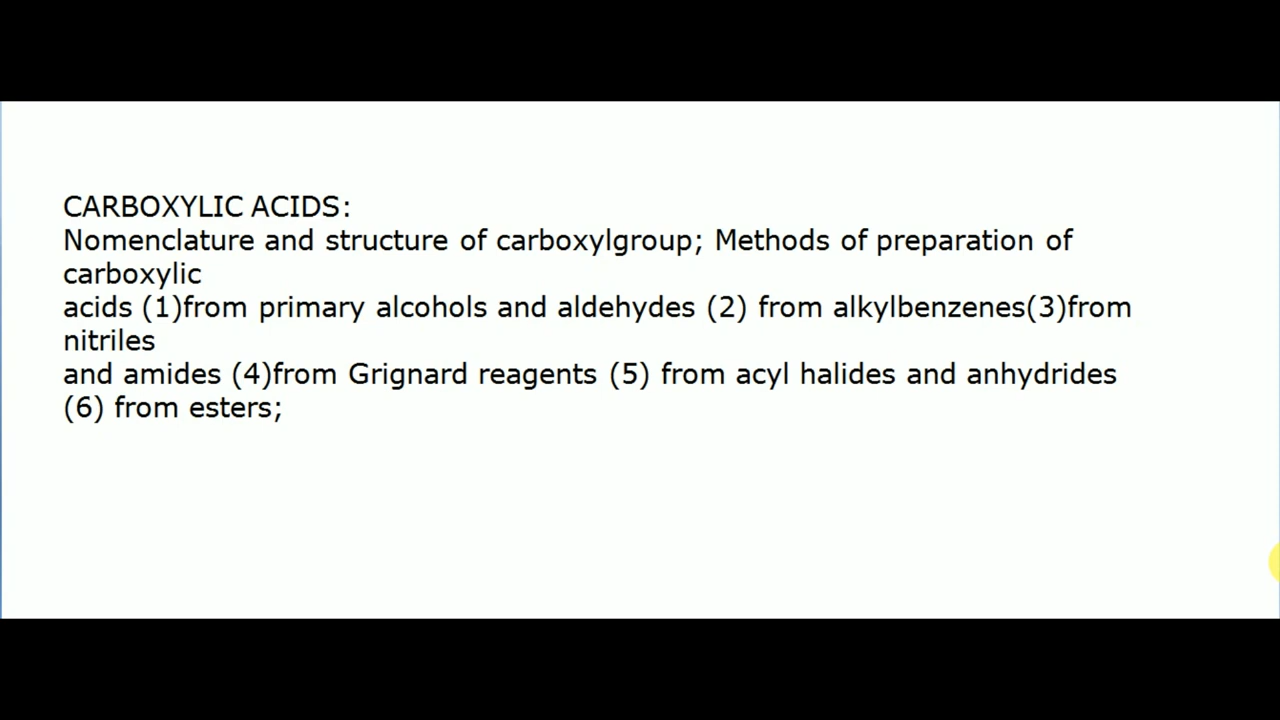 CARBOXYLIC ACIDS:
Nomenclature and structure of carboxylgroup; Methods of preparation of
carboxylic
acids (1)from primary alcohols and aldehydes (2) from alkylbenzenes(3)from
nitriles
and amides (4)from Grignard reagents (5) from acyl halides and anhydrides
(6) from esters;